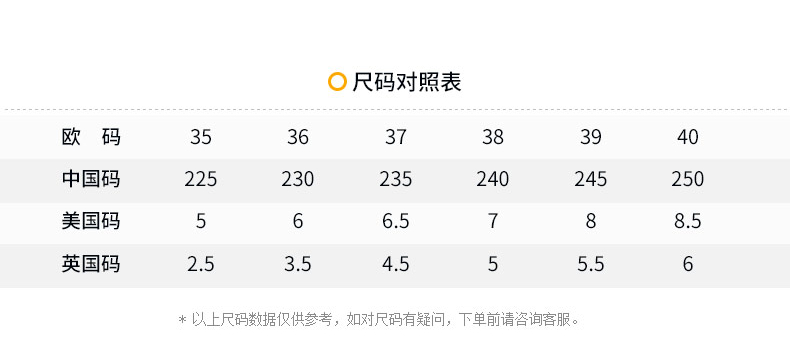 尺码对照表
欧 码 35 36 37 38 39 40
中国码 225 230 235 240 245 250
美国码 5 6 6.5 7 8 8.5
英国码 2.5 3.5 4.5 5 5.5 6
* 以上尺码数据仅供参考，如对尺码有疑问，下单前请咨询客服。